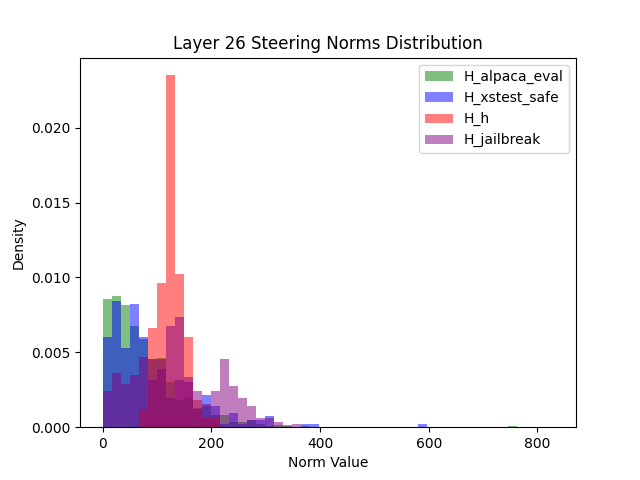 Layer 26 Steering Norms Distribution
H_alpaca_eval
H_xstest_safe
H_h
H_jailbreak
Density
0.020
0.015
0.010
0.005
0.000
0
200
400
600
800
Norm Value